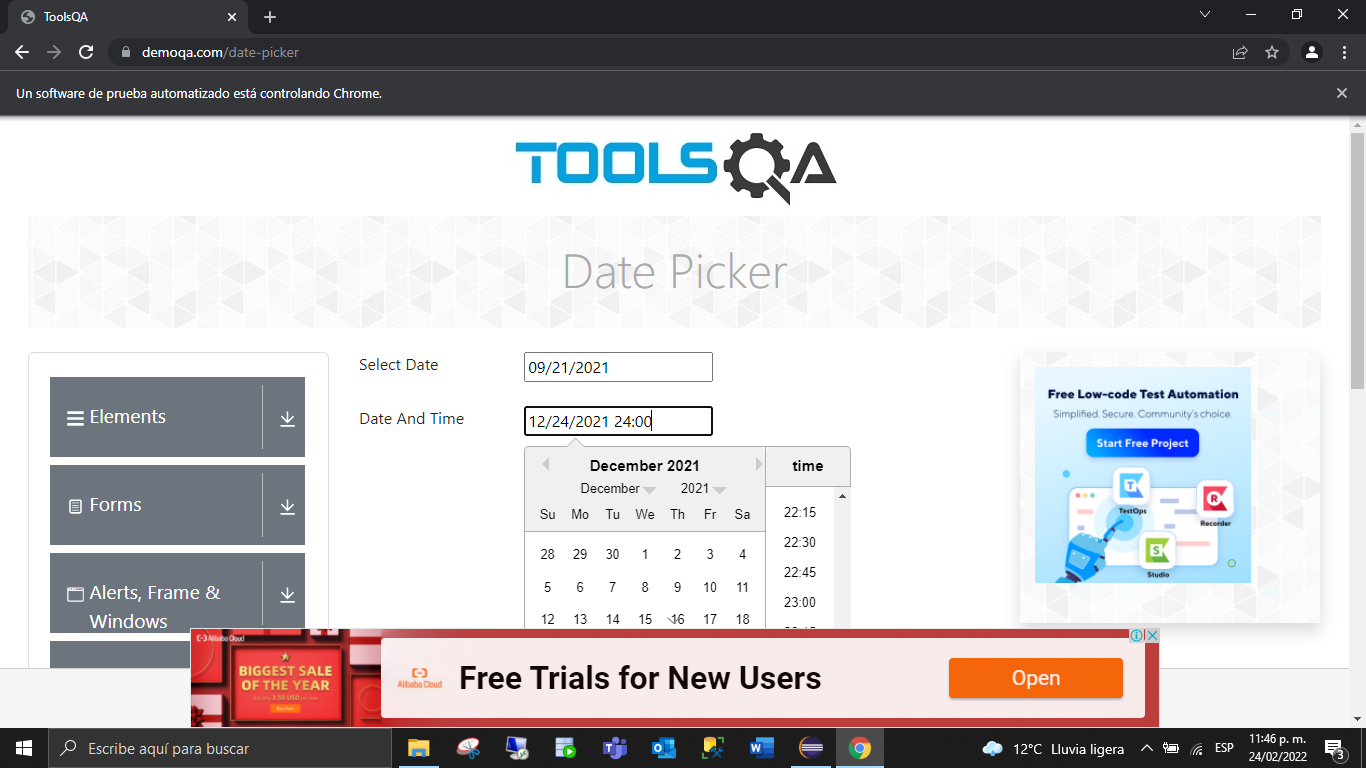 ToolsQA
demoqa.com/date-picker
Un software de prueba automatizado está controlando Chrome.
TOOLSQA
Date Picker
Elements
Forms
Alerts, Frame &
Windows
Select Date
09/21/2021
Date And Time
12/24/2021 24:00
December 2021
December
2021
Su Mo Tu We Th Fr Sa
28 29 30 1 2 3 4
5 6 7 8 9 10 11
12 13 14 15 16 17 18
time
22:15
22:30
22:45
23:00
Free Low-code Test Automation
Simplified. Secure. Community's choice.
Start Free Project
TestOps
Recorder
Studio
Alibaba Cloud
BIGGEST SALE
OF THE YEAR
Buy Now
Alibaba Cloud
Free Trials for New Users
Open
Escribe aquí para buscar
12°C Lluvia ligera
ESP
11:46 p. m.
24/02/2022
3